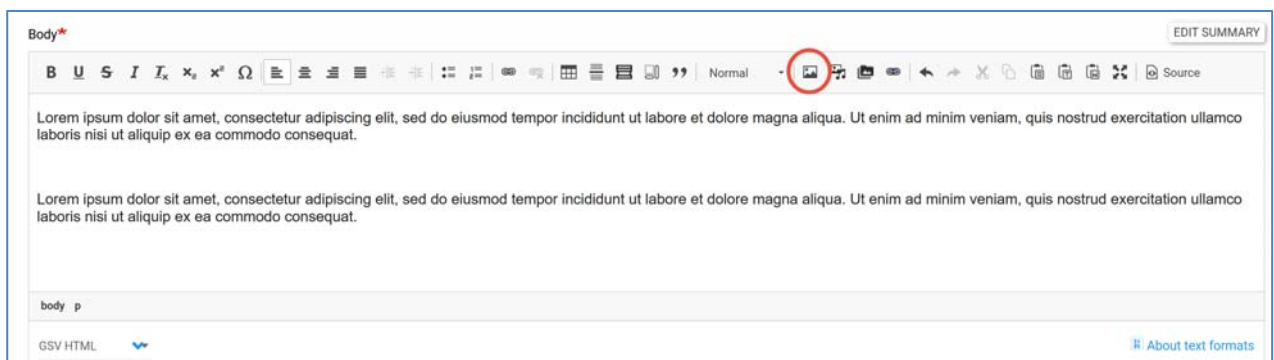 Body*
EDIT SUMMARY
B U S I Ix x₂ x² Ω Normal Source
Lorem ipsum dolor sit amet, consectetur adipiscing elit, sed do eiusmod tempor incididunt ut labore et dolore magna aliqua. Ut enim ad minim veniam, quis nostrud exercitation ullamco
laboris nisi ut aliquip ex ea commodo consequat.
Lorem ipsum dolor sit amet, consectetur adipiscing elit, sed do eiusmod tempor incididunt ut labore et dolore magna aliqua. Ut enim ad minim veniam, quis nostrud exercitation ullamco
laboris nisi ut aliquip ex ea commodo consequat.
body p
GSV HTML
About text formats